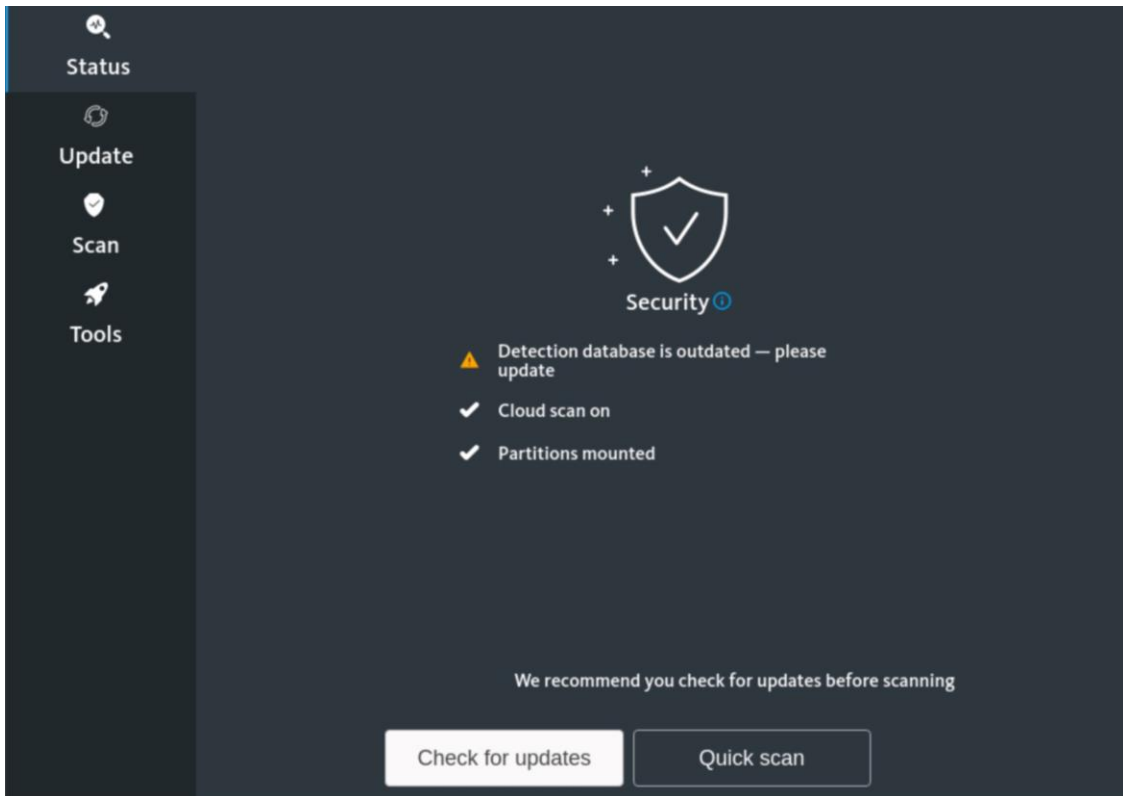 Status
Update
Scan
Tools
Security
Detection database is outdated — please
update
Cloud scan on
Partitions mounted
We recommend you check for updates before scanning
Check for updates
Quick scan